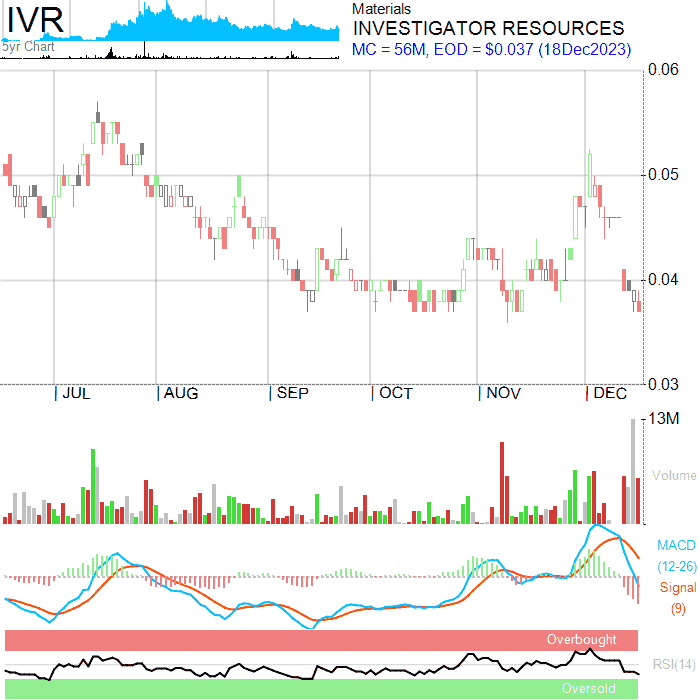 IVR
5yr Chart
Materials
INVESTIGATOR RESOURCES
MC = 56M, EOD = $0.037 (18Dec2023)
0.06
0.05
0.04
0.03
JUL AUG SEP OCT NOV DEC
13M
Volume
MACD
(12-26)
Signal
(9)
Overbought
RSI(14)
Oversold